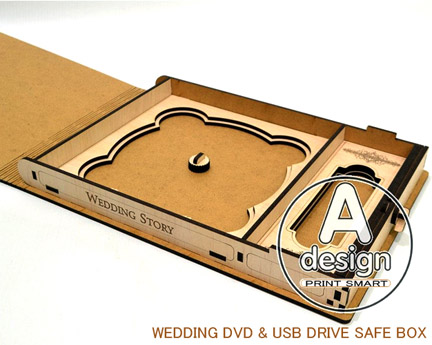 WEDDING STORY
A
design
PRINT SMART
WEDDING DVD & USB DRIVE SAFE BOX